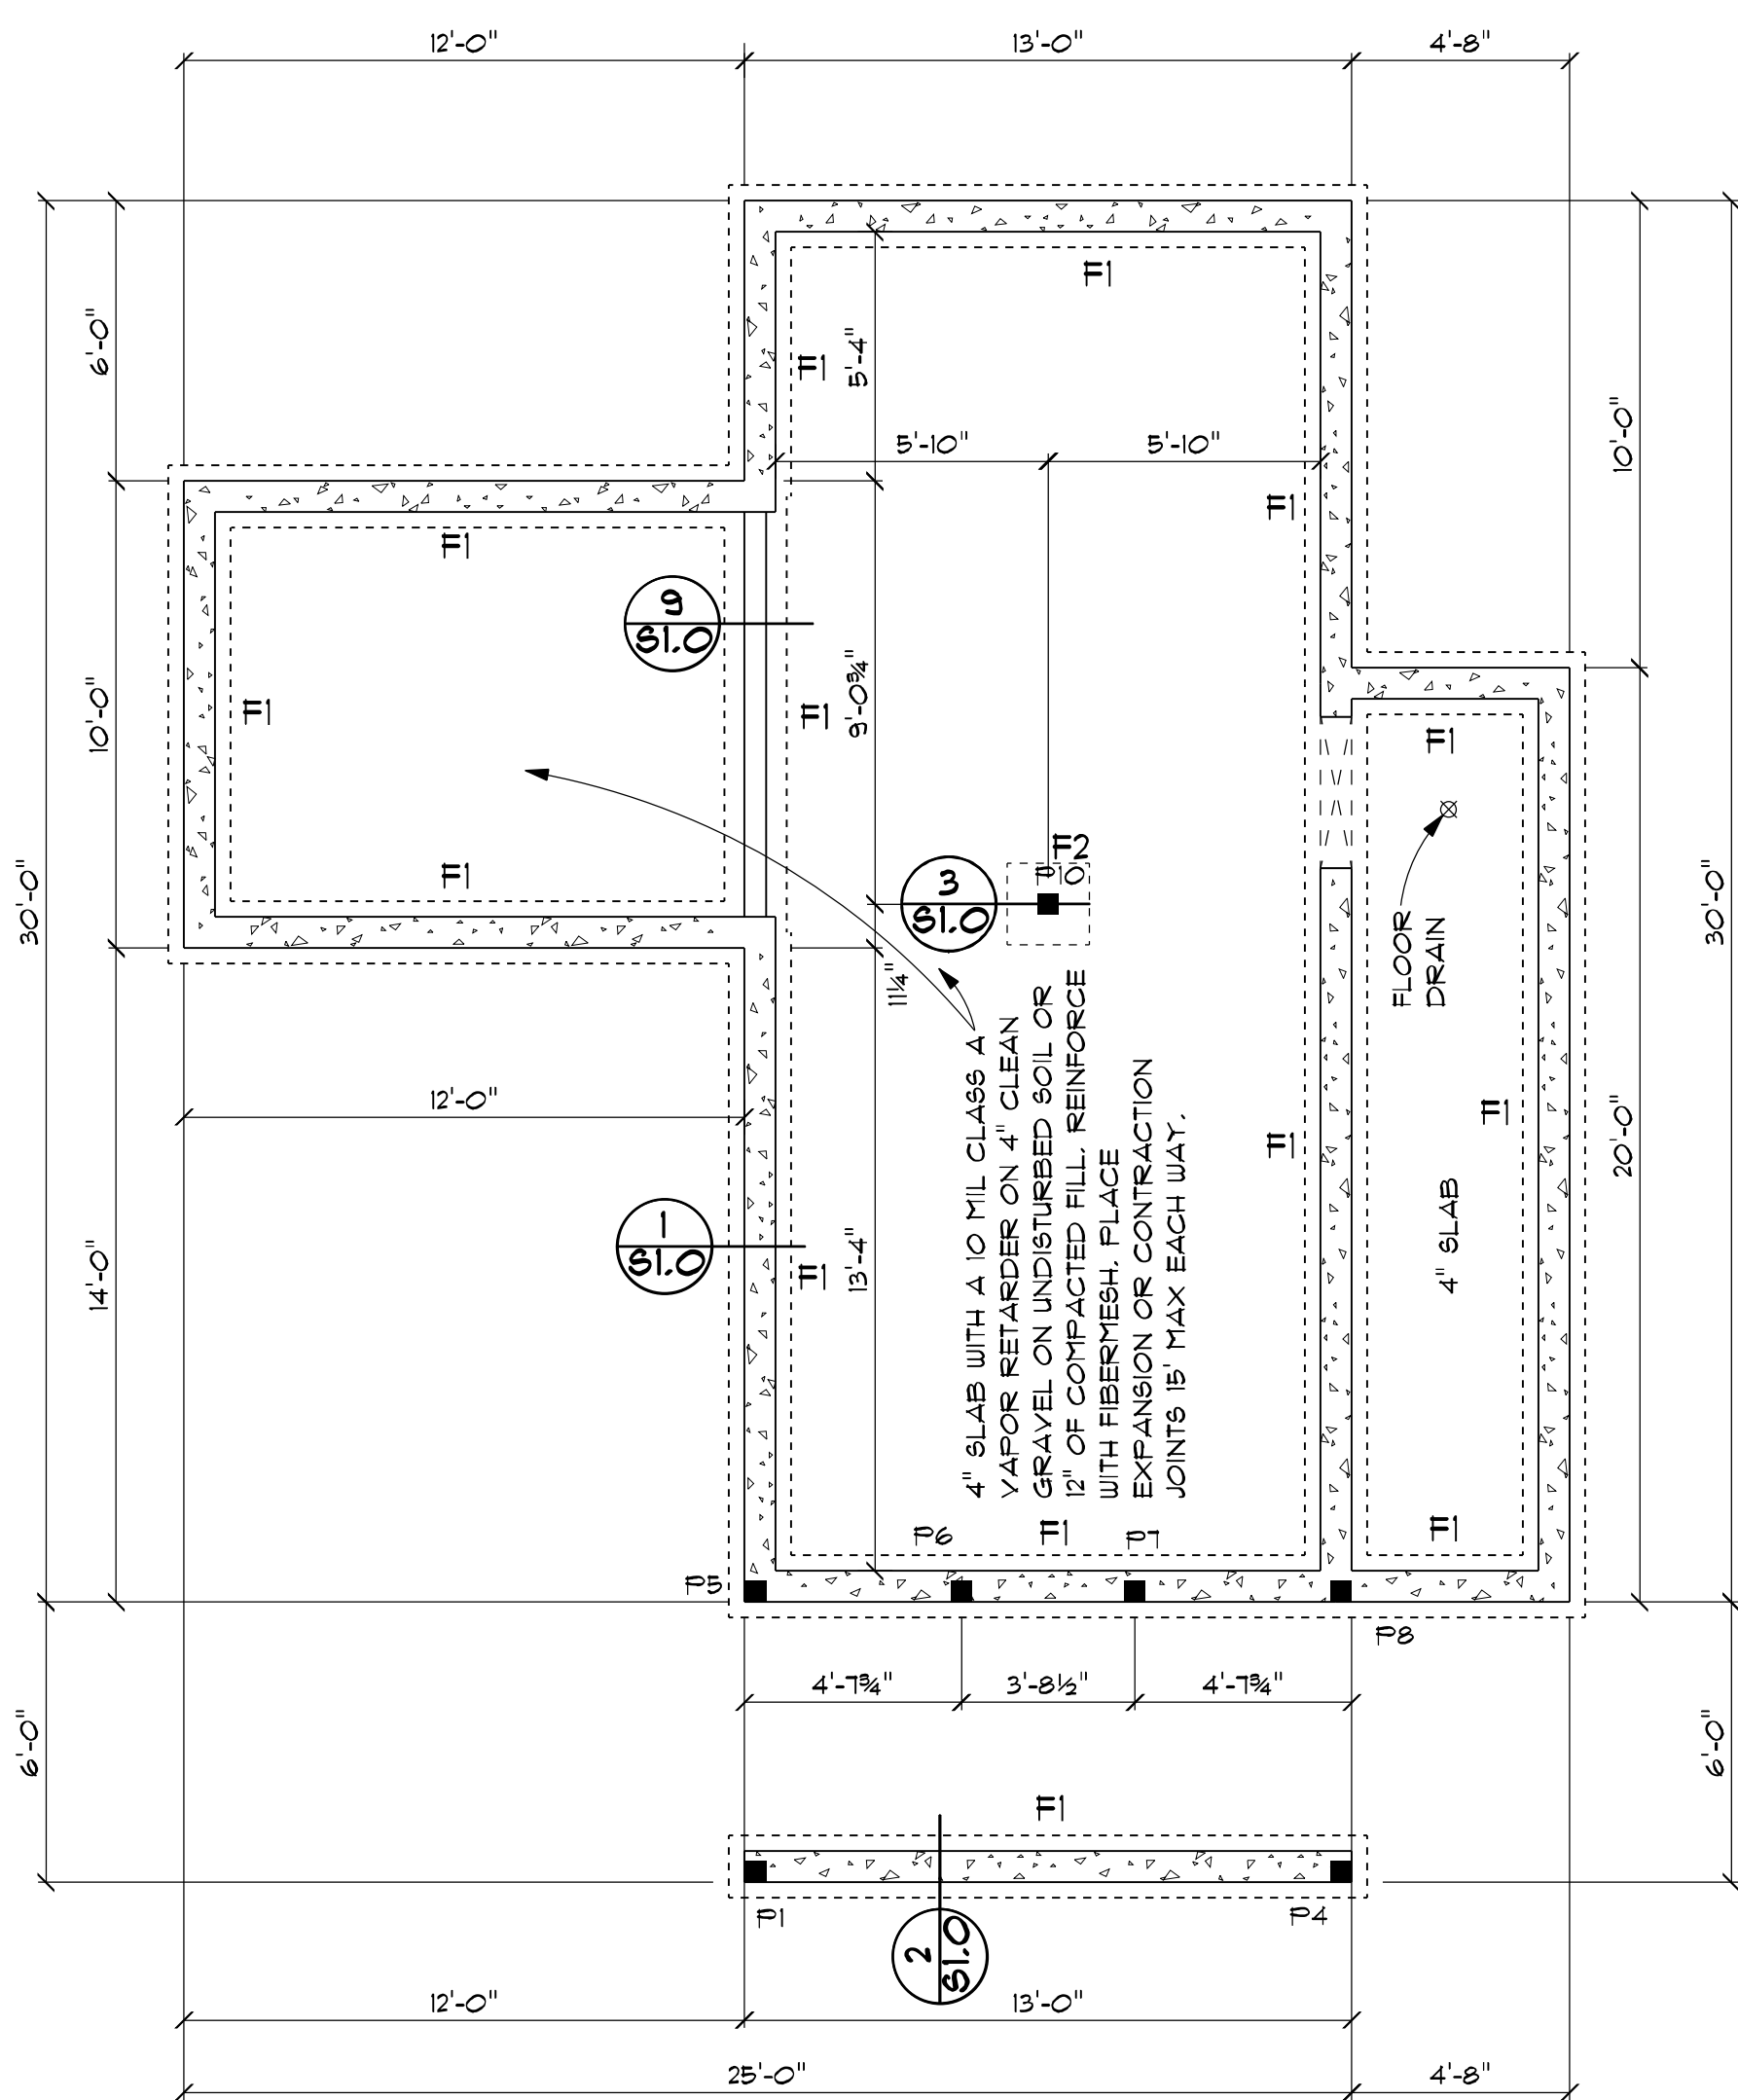 12'-0"
13'-0"
4'-8"
6'-0"
F1
F1
5'-4"
10'-0"
5'-10"
5'-10"
F1
F1
9
S1.0
10'-0"
F1
F1
9'-0¾"
F1
F1
F2
P10
3
S1.0
30'-0"
30'-0"
FLOOR
DRAIN
11¼"
12'-0"
4" SLAB WITH A 10 MIL CLASS A
VAPOR RETARDER ON 4" CLEAN
GRAVEL ON UNDISTURBED SOIL OR
12" OF COMPACTED FILL. REINFORCE
WITH FIBERMESH. PLACE
EXPANSION OR CONTRACTION
JOINTS 15' MAX EACH WAY.
F1
F1
20'-0"
1
S1.0
14'-0"
F1
13'-4"
4" SLAB
P6
F1
P7
F1
P5
P8
4'-7¾"
3'-8½"
4'-7¾"
6'-0"
6'-0"
F1
P1
P4
2
S1.0
12'-0"
13'-0"
25'-0"
4'-8"